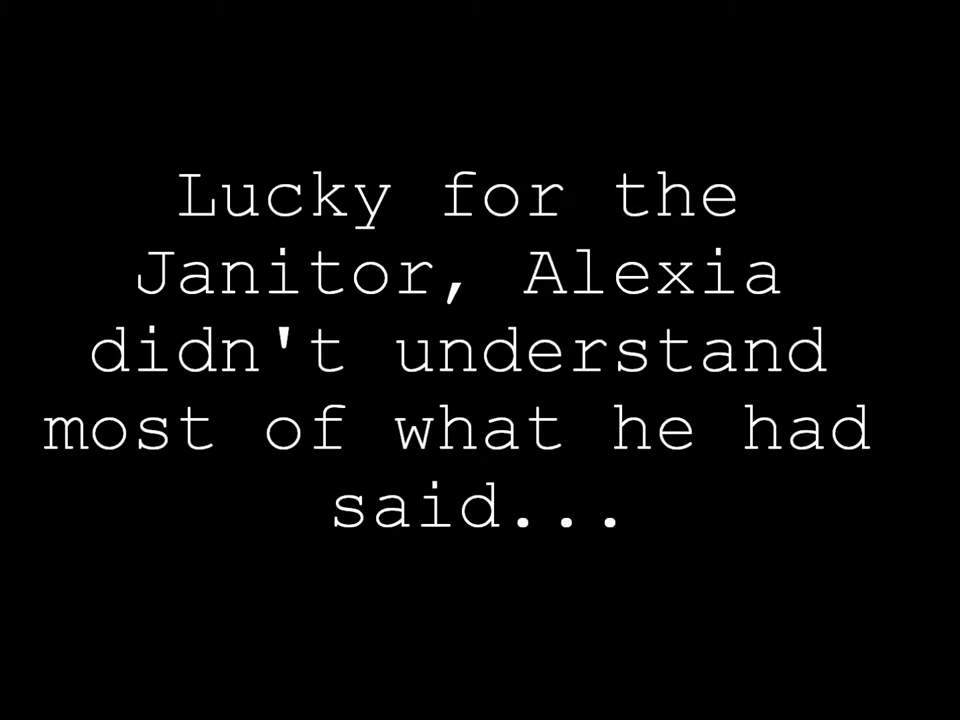 Lucky for the
Janitor, Alexia
didn't understand
most of what he had
said...